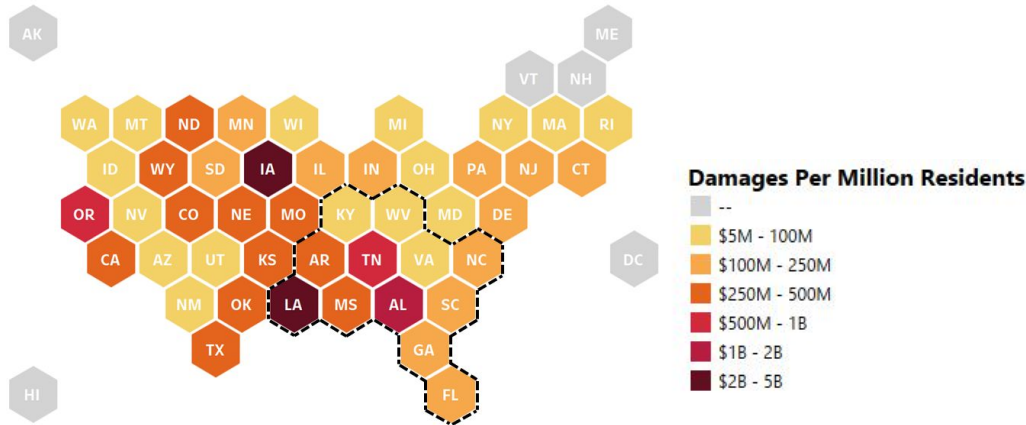 AK ME
VT NH
WA MT ND MN WI MI NY MA RI
ID WY SD IA IL IN OH PA NJ CT
Damages Per Million Residents
--
OR NV CO NE MO KY WV MD DE
$5M - 100M
CA AZ UT KS AR TN VA NC DC
$100M - 250M
NM OK LA MS AL SC
$250M - 500M
$500M - 1B
TX GA
$1B - 2B
HI FL
$2B - 5B